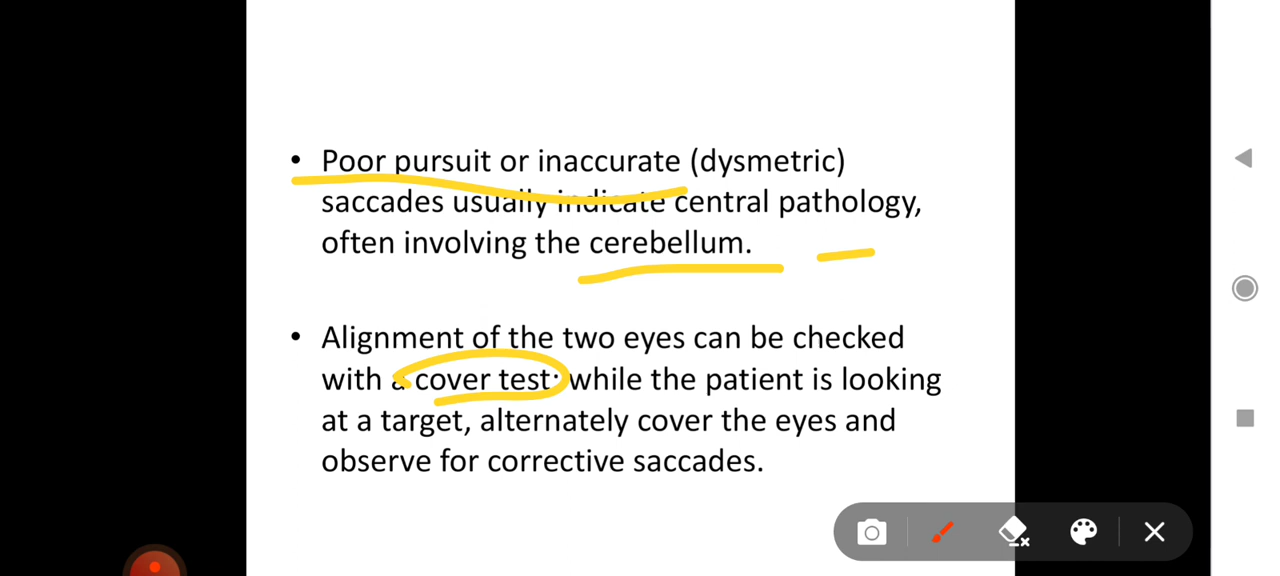 • Poor pursuit or inaccurate (dysmetric)
saccades usually indicate central pathology,
often involving the cerebellum.
• Alignment of the two eyes can be checked
with a cover test: while the patient is looking
at a target, alternately cover the eyes and
observe for corrective saccades.